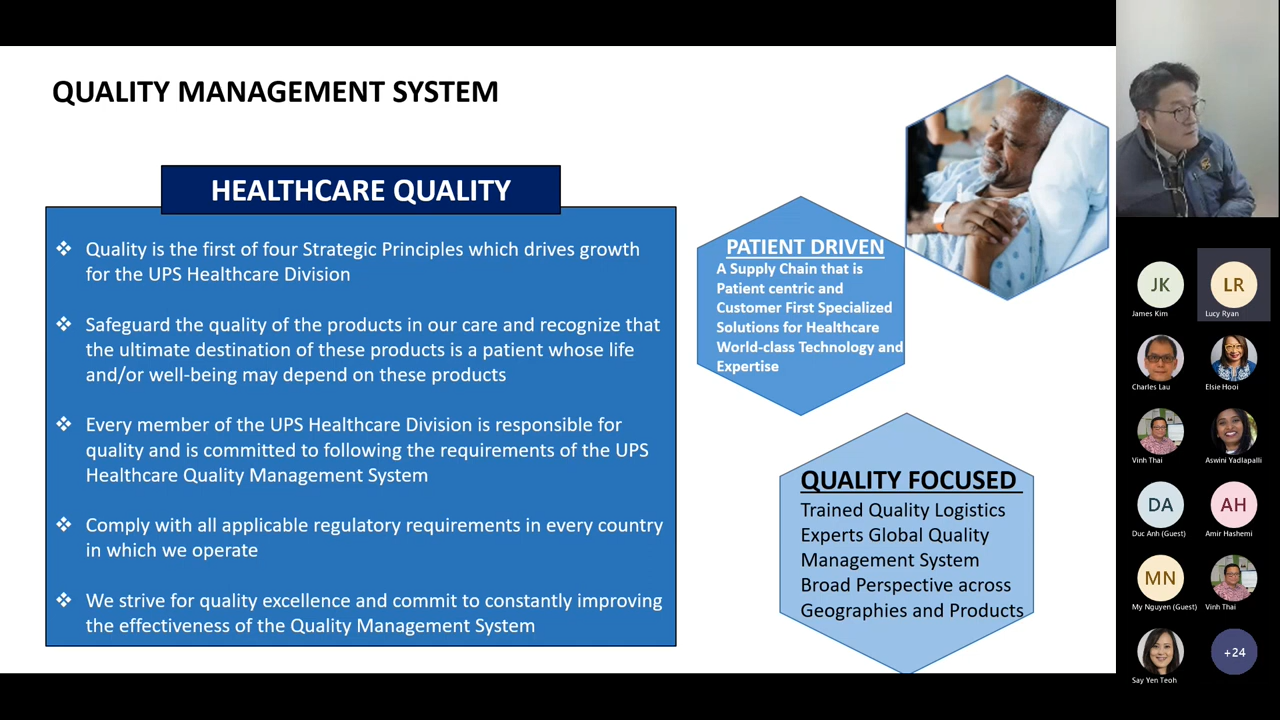 QUALITY MANAGEMENT SYSTEM
HEALTHCARE QUALITY
Quality is the first of four Strategic Principles which drives growth
for the UPS Healthcare Division
Safeguard the quality of the products in our care and recognize that
the ultimate destination of these products is a patient whose life
and/or well-being may depend on these products
Every member of the UPS Healthcare Division is responsible for
quality and is committed to following the requirements of the UPS
Healthcare Quality Management System
Comply with all applicable regulatory requirements in every country
in which we operate
We strive for quality excellence and commit to constantly improving
the effectiveness of the Quality Management System
PATIENT DRIVEN
A Supply Chain that is
Patient centric and
Customer First Specialized
Solutions for Healthcare
World-class Technology and
Expertise
QUALITY FOCUSED
Trained Quality Logistics
Experts Global Quality
Management System
Broad Perspective across
Geographies and Products
JK
James Kim
LR
Lucy Ryan
Charles Lau
Elsie Hooi
Vinh Thai
Aswini Yadlapalli
DA
Duc Anh (Guest)
AH
Amir Hashemi
MN
My Nguyen (Guest)
Vinh Thai
Say Yen Teoh
+24